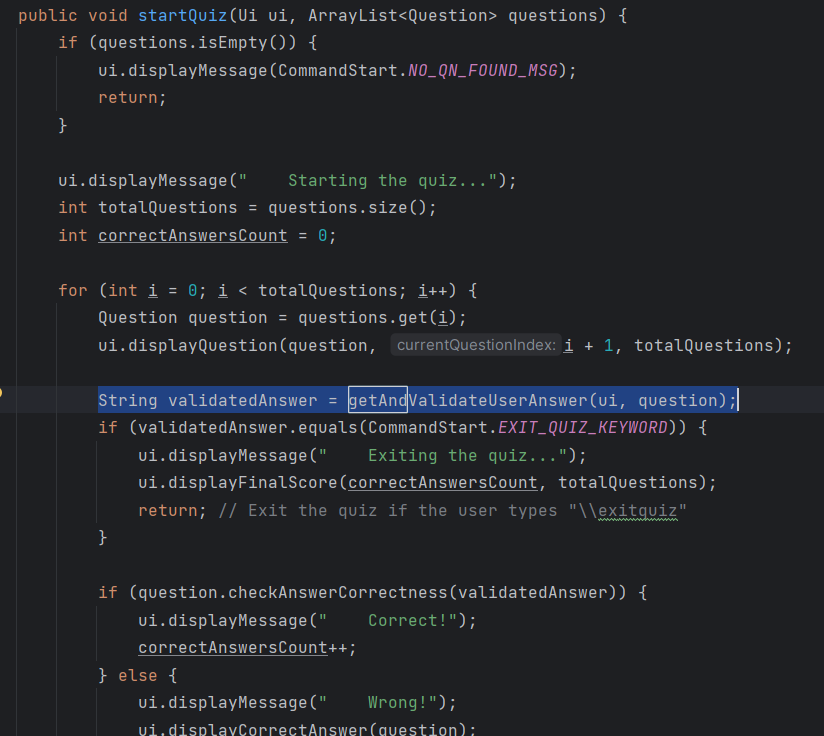 public void startQuiz(Ui ui, ArrayList<Question> questions) {
    if (questions.isEmpty()) {
        ui.displayMessage(CommandStart.NO_QN_FOUND_MSG);
        return;
    }

    ui.displayMessage("    Starting the quiz...");
    int totalQuestions = questions.size();
    int correctAnswersCount = 0;

    for (int i = 0; i < totalQuestions; i++) {
        Question question = questions.get(i);
        ui.displayQuestion(question, currentQuestionIndex: i + 1, totalQuestions);

        String validatedAnswer = getAndValidateUserAnswer(ui, question);
        if (validatedAnswer.equals(CommandStart.EXIT_QUIZ_KEYWORD)) {
            ui.displayMessage("    Exiting the quiz...");
            ui.displayFinalScore(correctAnswersCount, totalQuestions);
            return; // Exit the quiz if the user types "\\exitquiz"
        }

        if (question.checkAnswerCorrectness(validatedAnswer)) {
            ui.displayMessage("    Correct!");
            correctAnswersCount++;
        } else {
            ui.displayMessage("    Wrong!");
            ui.displayCorrectAnswer(question);